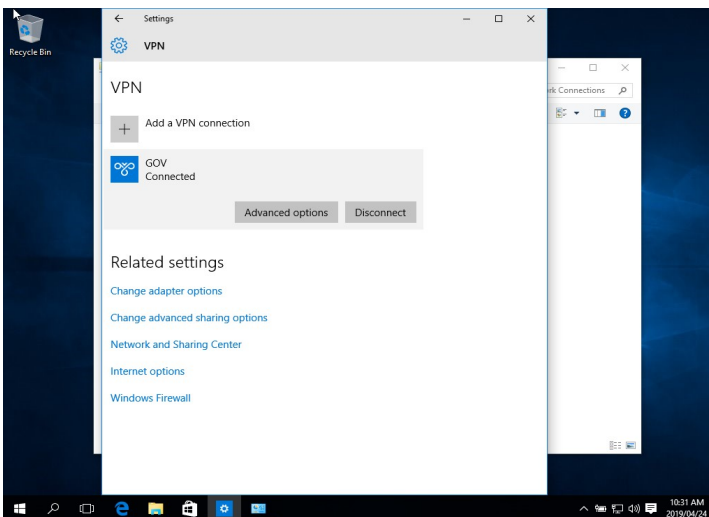 Recycle Bin
Settings
VPN
VPN
Add a VPN connection
GOV
Connected
Advanced options
Disconnect
Related settings
Change adapter options
Change advanced sharing options
Network and Sharing Center
Internet options
Windows Firewall
Connections
10:31 AM
2019/04/24